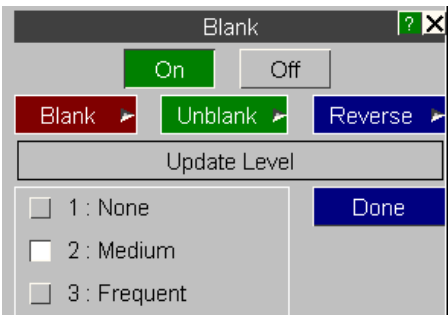 Blank ? X
On Off
Blank Unblank Reverse
Update Level
1 : None Done
2 : Medium
3 : Frequent